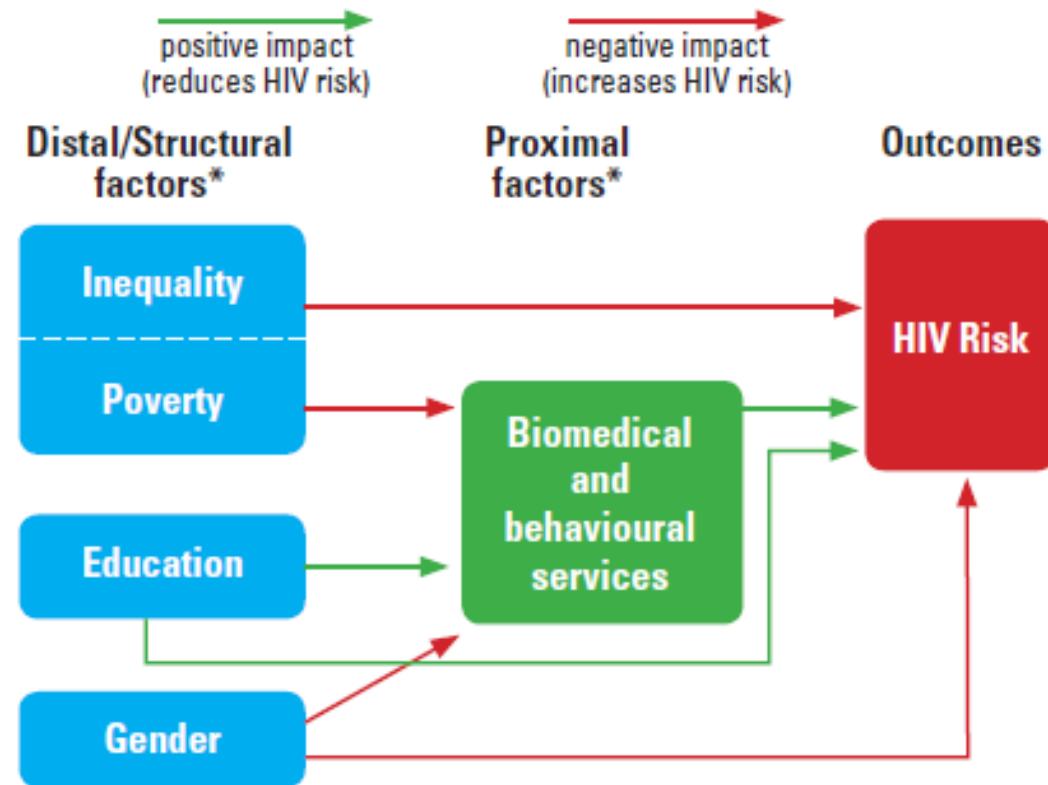 positive impact
(reduces HIV risk)
negative impact
(increases HIV risk)
Distal/Structural
factors*
Proximal
factors*
Outcomes
Inequality
Poverty
Education
Gender
Biomedical
and
behavioural
services
HIV Risk